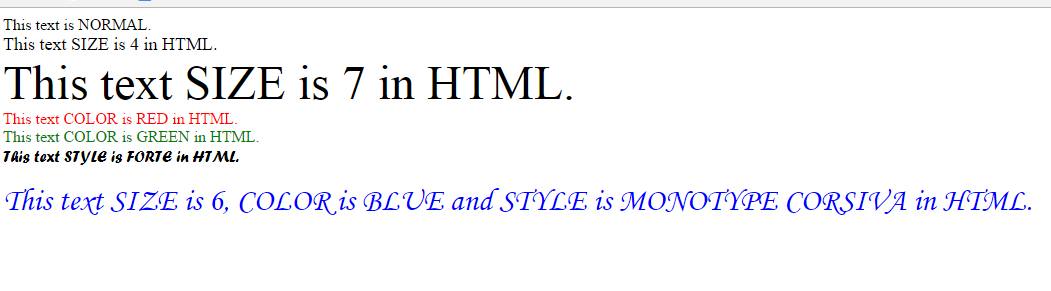 This text is NORMAL.
This text SIZE is 4 in HTML.
This text SIZE is 7 in HTML.
This text COLOR is RED in HTML.
This text COLOR is GREEN in HTML.
This text STYLE is FORTE in HTML.
This text SIZE is 6, COLOR is BLUE and STYLE is MONOTYPE CORSIVA in HTML.